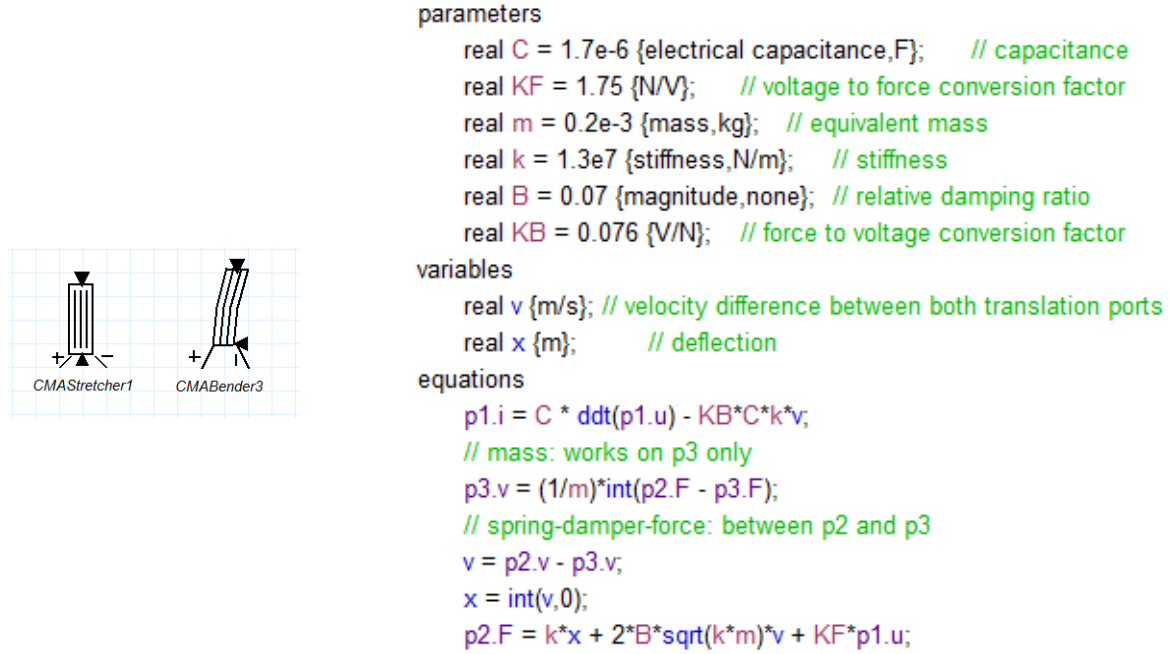 + −
CMAStretcher1
+ −
CMABender3
parameters
real C = 1.7e-6 {electrical capacitance,F}; // capacitance
real KF = 1.75 {N/V}; // voltage to force conversion factor
real m = 0.2e-3 {mass,kg}; // equivalent mass
real k = 1.3e7 {stiffness,N/m}; // stiffness
real B = 0.07 {magnitude,none}; // relative damping ratio
real KB = 0.076 {V/N}; // force to voltage conversion factor
variables
real v {m/s}; // velocity difference between both translation ports
real x {m}; // deflection
equations
p1.i = C * ddt(p1.u) - KB*C*k*v;
// mass: works on p3 only
p3.v = (1/m)*int(p2.F - p3.F);
// spring-damper-force: between p2 and p3
v = p2.v - p3.v;
x = int(v,0);
p2.F = k*x + 2*B*sqrt(k*m)*v + KF*p1.u;